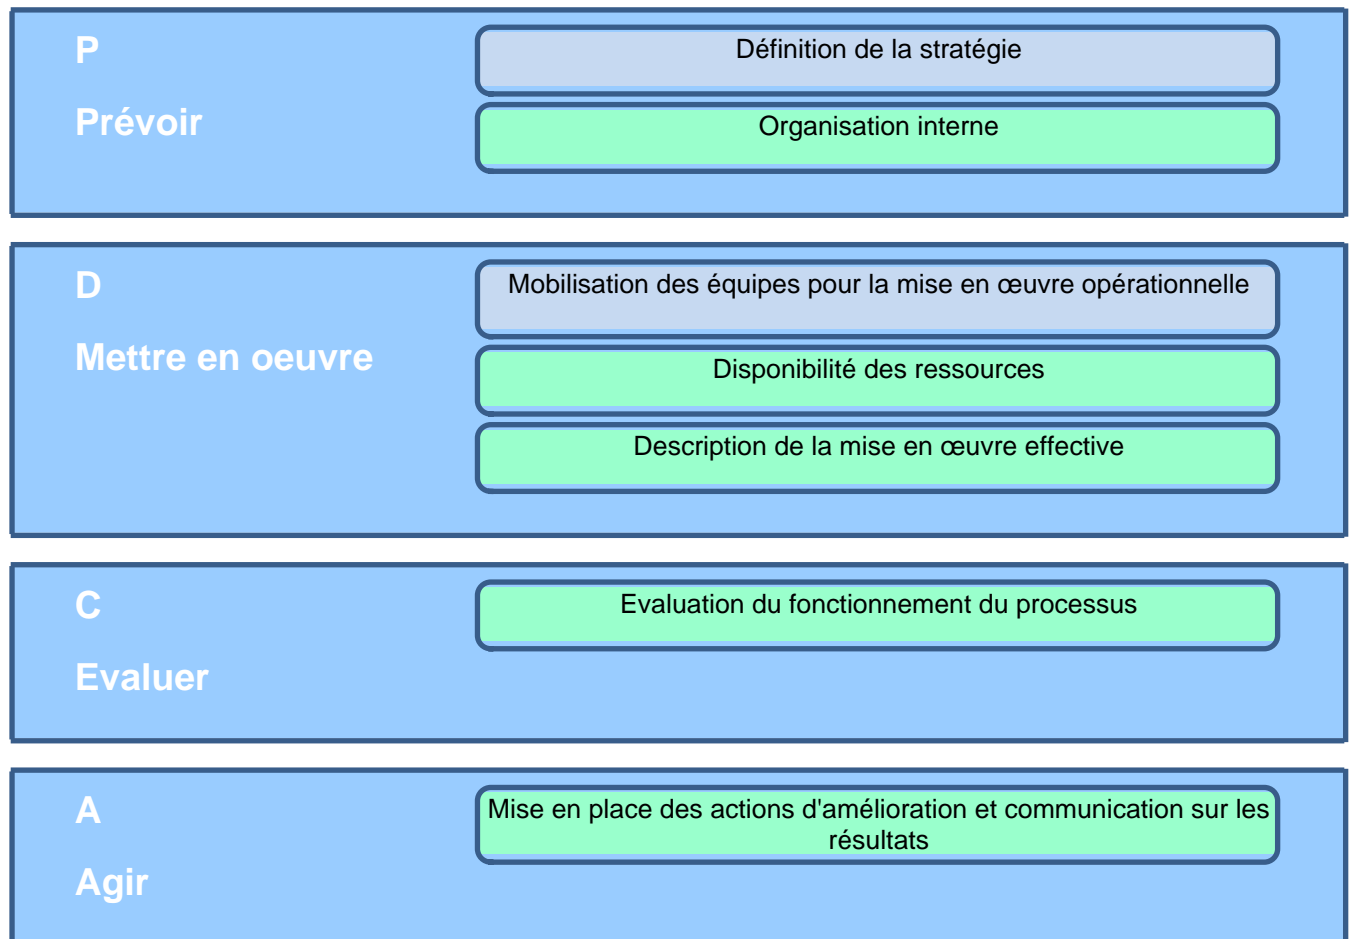 P
Prévoir
Définition de la stratégie
Organisation interne
D
Mettre en oeuvre
Mobilisation des équipes pour la mise en œuvre opérationnelle
Disponibilité des ressources
Description de la mise en œuvre effective
C
Evaluer
Evaluation du fonctionnement du processus
A
Agir
Mise en place des actions d'amélioration et communication sur les
résultats